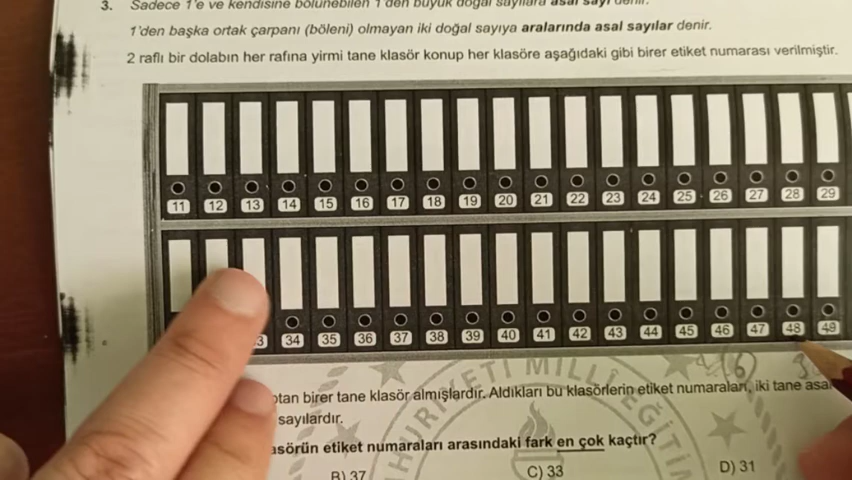 3. Sadece 1'e ve kendisine bölünebilen 1'den büyük doğal sayılara asal sayı denir.
1'den başka ortak çarpanı (böleni) olmayan iki doğal sayıya aralarında asal sayılar denir.
2 raflı bir dolabın her rafına yirmi tane klasör konup her klasöre aşağıdaki gibi birer etiket numarası verilmiştir.
11 12 13 14 15 16 17 18 19 20 21 22 23 24 25 26 27 28 29
34 35 36 37 38 39 40 41 42 43 44 45 46 47 48 49
birer tane klasör almışlardır. Aldıkları bu klasörlerin etiket numaraları, iki tane
sayılardır.
etiket numaraları arasındaki fark en çok kaçtır?
B) 37 C) 33 D) 31
MİLLÎ EĞİTİM